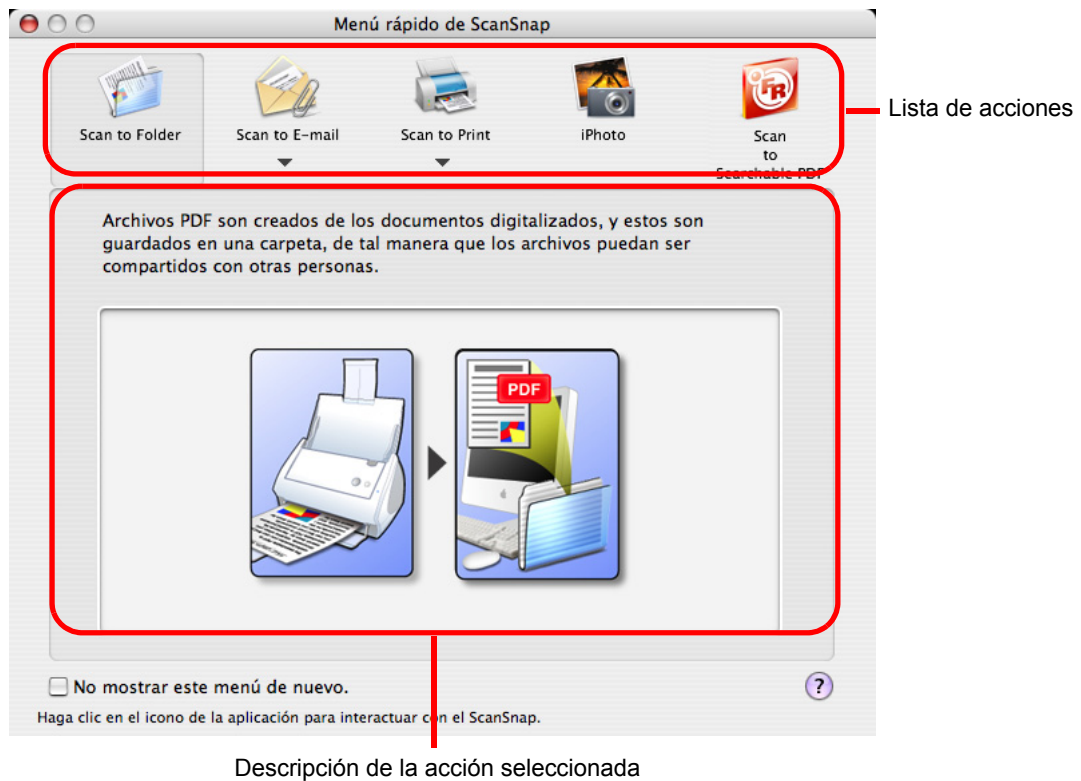 Menú rápido de ScanSnap
Scan to Folder
Scan to E-mail
Scan to Print
iPhoto
Scan
to
Searchable PDF
Lista de acciones
Archivos PDF son creados de los documentos digitalizados, y estos son
guardados en una carpeta, de tal manera que los archivos puedan ser
compartidos con otras personas.
PDF
No mostrar este menú de nuevo.
?
Haga clic en el icono de la aplicación para interactuar con el ScanSnap.
Descripción de la acción seleccionada